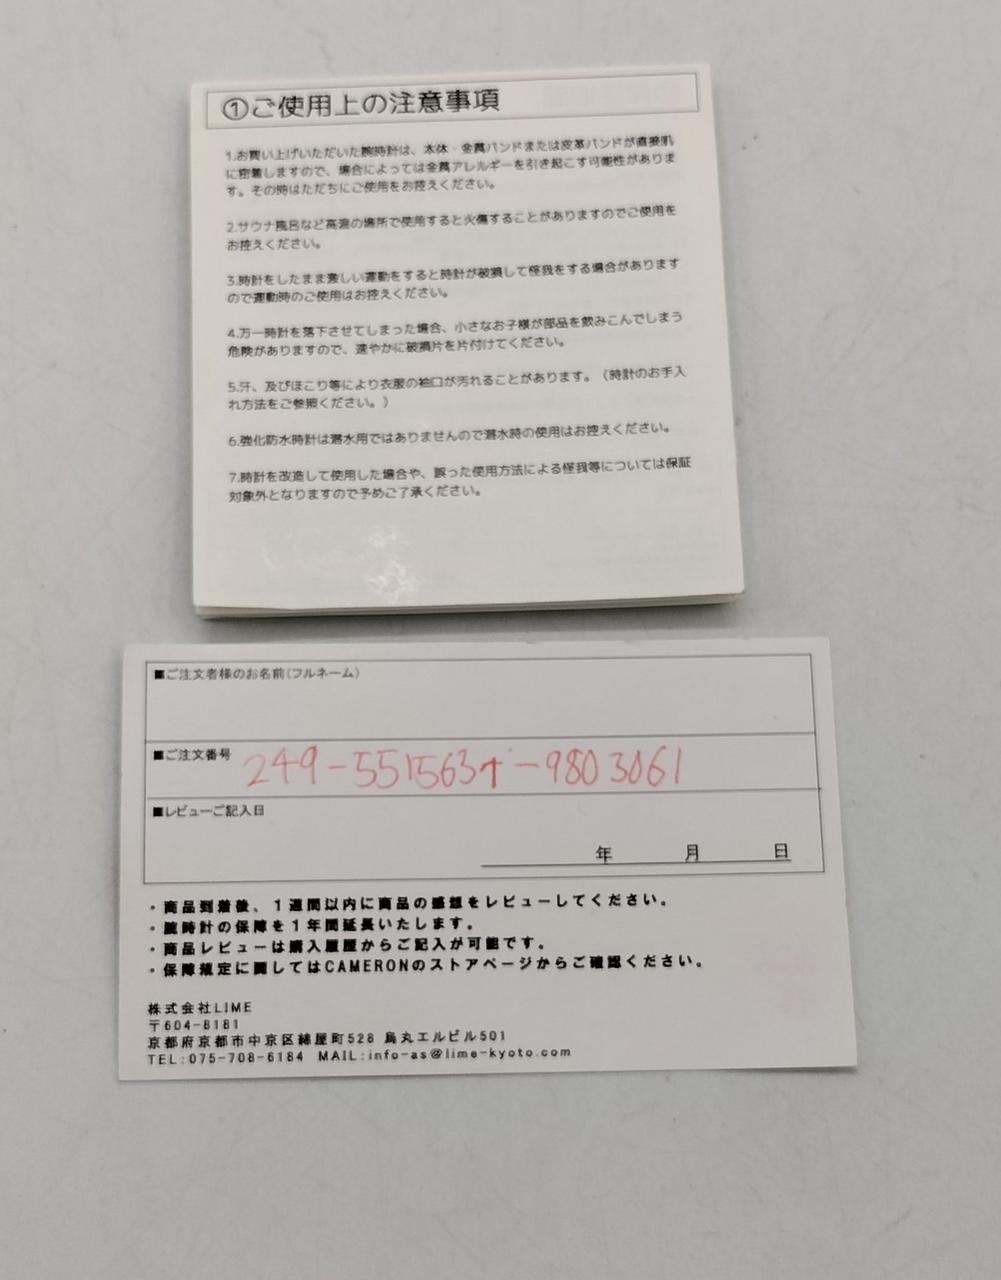 ①ご使用上の注意事項
1.お買い上げいただいた腕時計は、本体・金属バンドまたは皮革バンドが直接肌
に密着しますので、場合によっては金属アレルギーを引き起こす可能性がありま
す。その時はただちにご使用をお控えください。
2.サウナ風呂など高温の場所で使用すると火傷することがありますのでご使用を
お控えください。
3.時計をしたまま激しい運動をすると時計が破損して怪我をする場合があります
ので運動時のご使用はお控えください。
4.万一時計を落下させてしまった場合、小さなお子様が部品を飲みこんでしまう
危険がありますので、速やかに破損片を片付けてください。
5.汗、及びほこり等により衣服の袖口が汚れることがあります。（時計のお手入
れ方法をご参照ください。）
6.強化防水時計は潜水用ではありませんので潜水時の使用はお控えください。
7.時計を改造して使用した場合や、誤った使用方法による怪我等については保証
対象外となりますので予めご了承ください。
■ご注文者様のお名前(フルネーム)
■ご注文番号 249-5515637-9803061
■レビューご記入日
年 月 日
・商品到着後、１週間以内に商品の感想をレビューしてください。
・腕時計の保障を１年間延長いたします。
・商品レビューは購入履歴からご記入が可能です。
・保障規定に関してはCAMERONのストアページからご確認ください。
株式会社LIME
〒604-8181
京都府京都市中京区綿屋町528 烏丸エルビル501
TEL:075-708-6184 MAIL:info-as@lime-kyoto.com